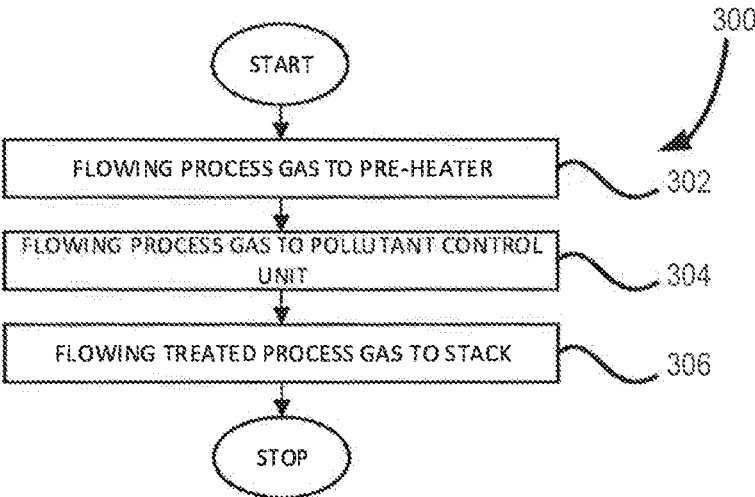 300
START
FLOWING PROCESS GAS TO PRE-HEATER
302
FLOWING PROCESS GAS TO POLLUTANT CONTROL
UNIT
304
FLOWING TREATED PROCESS GAS TO STACK
306
STOP